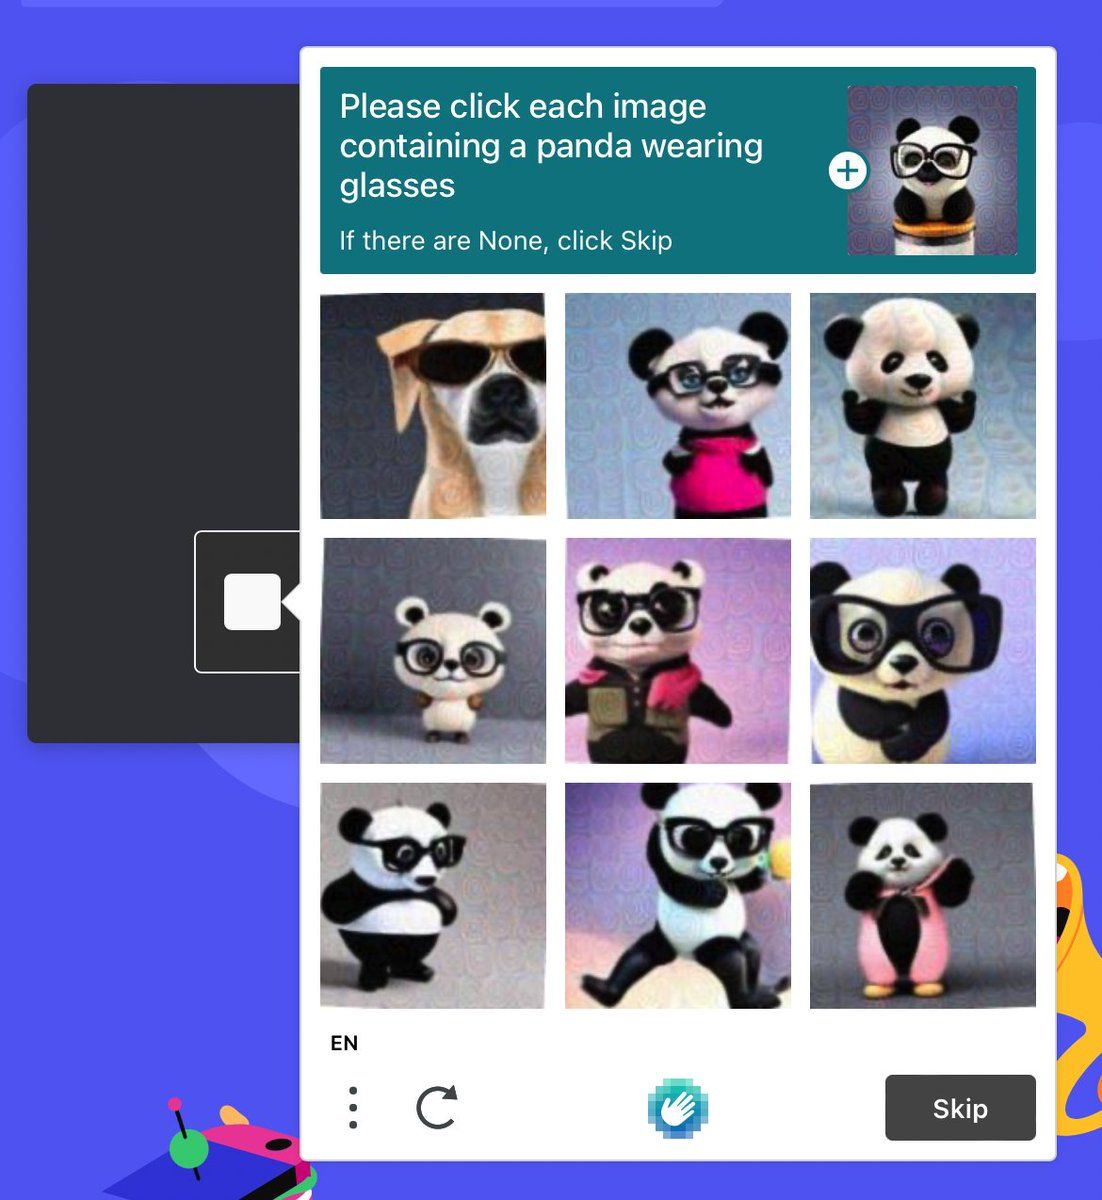 Please click each image
containing a panda wearing
glasses
If there are None, click Skip
EN
Skip